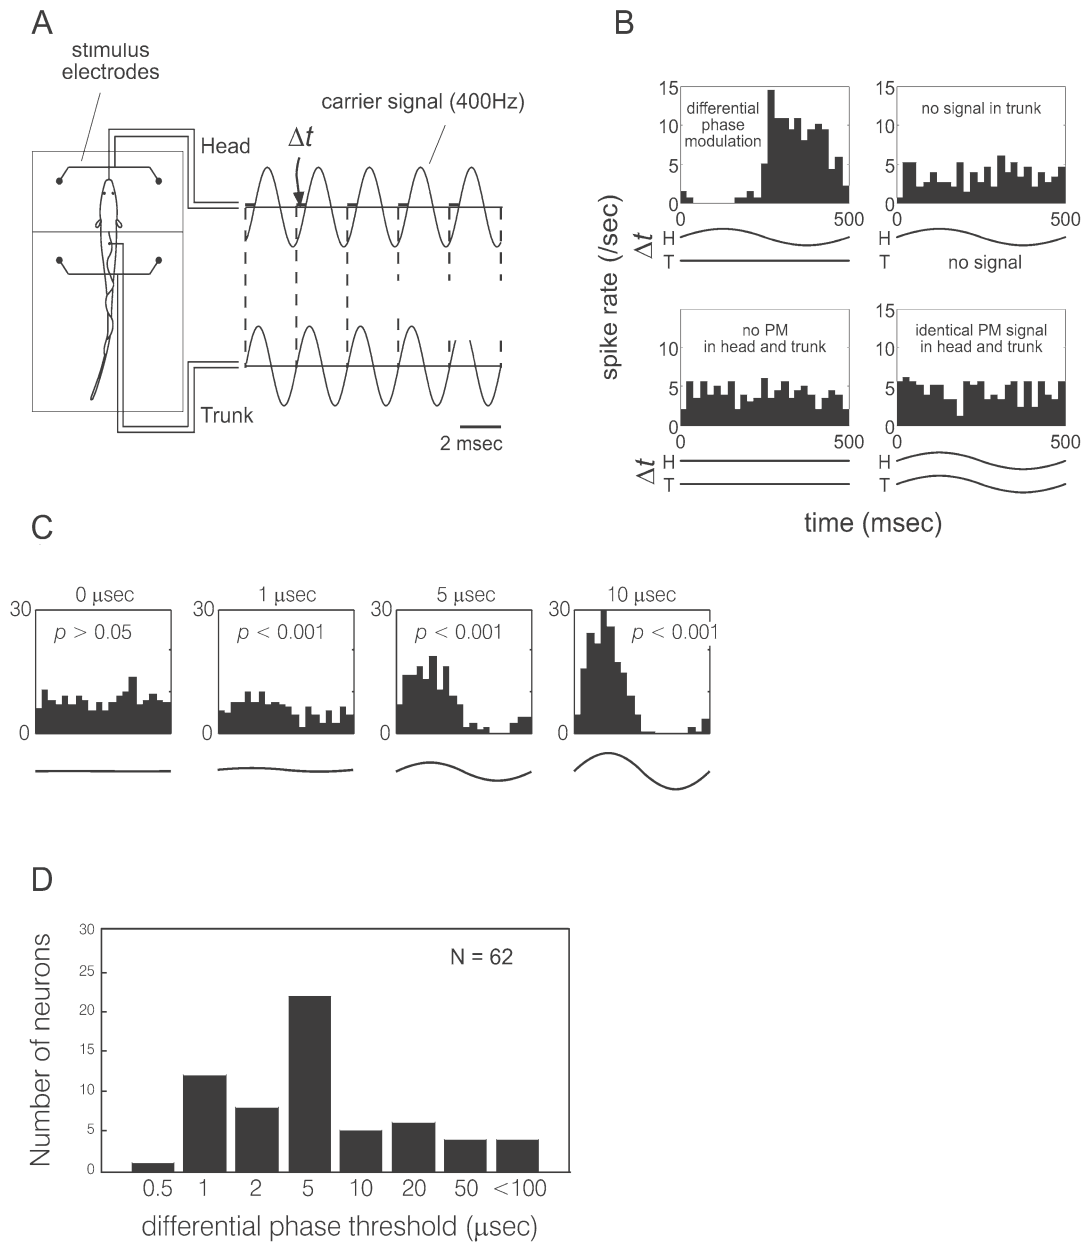 A
stimulus
electrodes
carrier signal (400Hz)
Δt
Head
Trunk
2 msec
B
spike rate (/sec)
15
10
5
0
differential
phase
modulation
0
500
Δt
H
T
15
10
5
0
no signal in trunk
0
500
H
T
no signal
10
5
0
no PM
in head and trunk
0
500
Δt
H
T
15
10
5
0
identical PM signal
in head and trunk
0
500
H
T
time (msec)
C
0 μsec
30
p > 0.05
0
1 μsec
30
p < 0.001
0
5 μsec
30
p < 0.001
0
10 μsec
30
p < 0.001
0
D
Number of neurons
30
25
20
15
10
5
0
N = 62
0.5 1 2 5 10 20 50 <100
differential phase threshold (μsec)